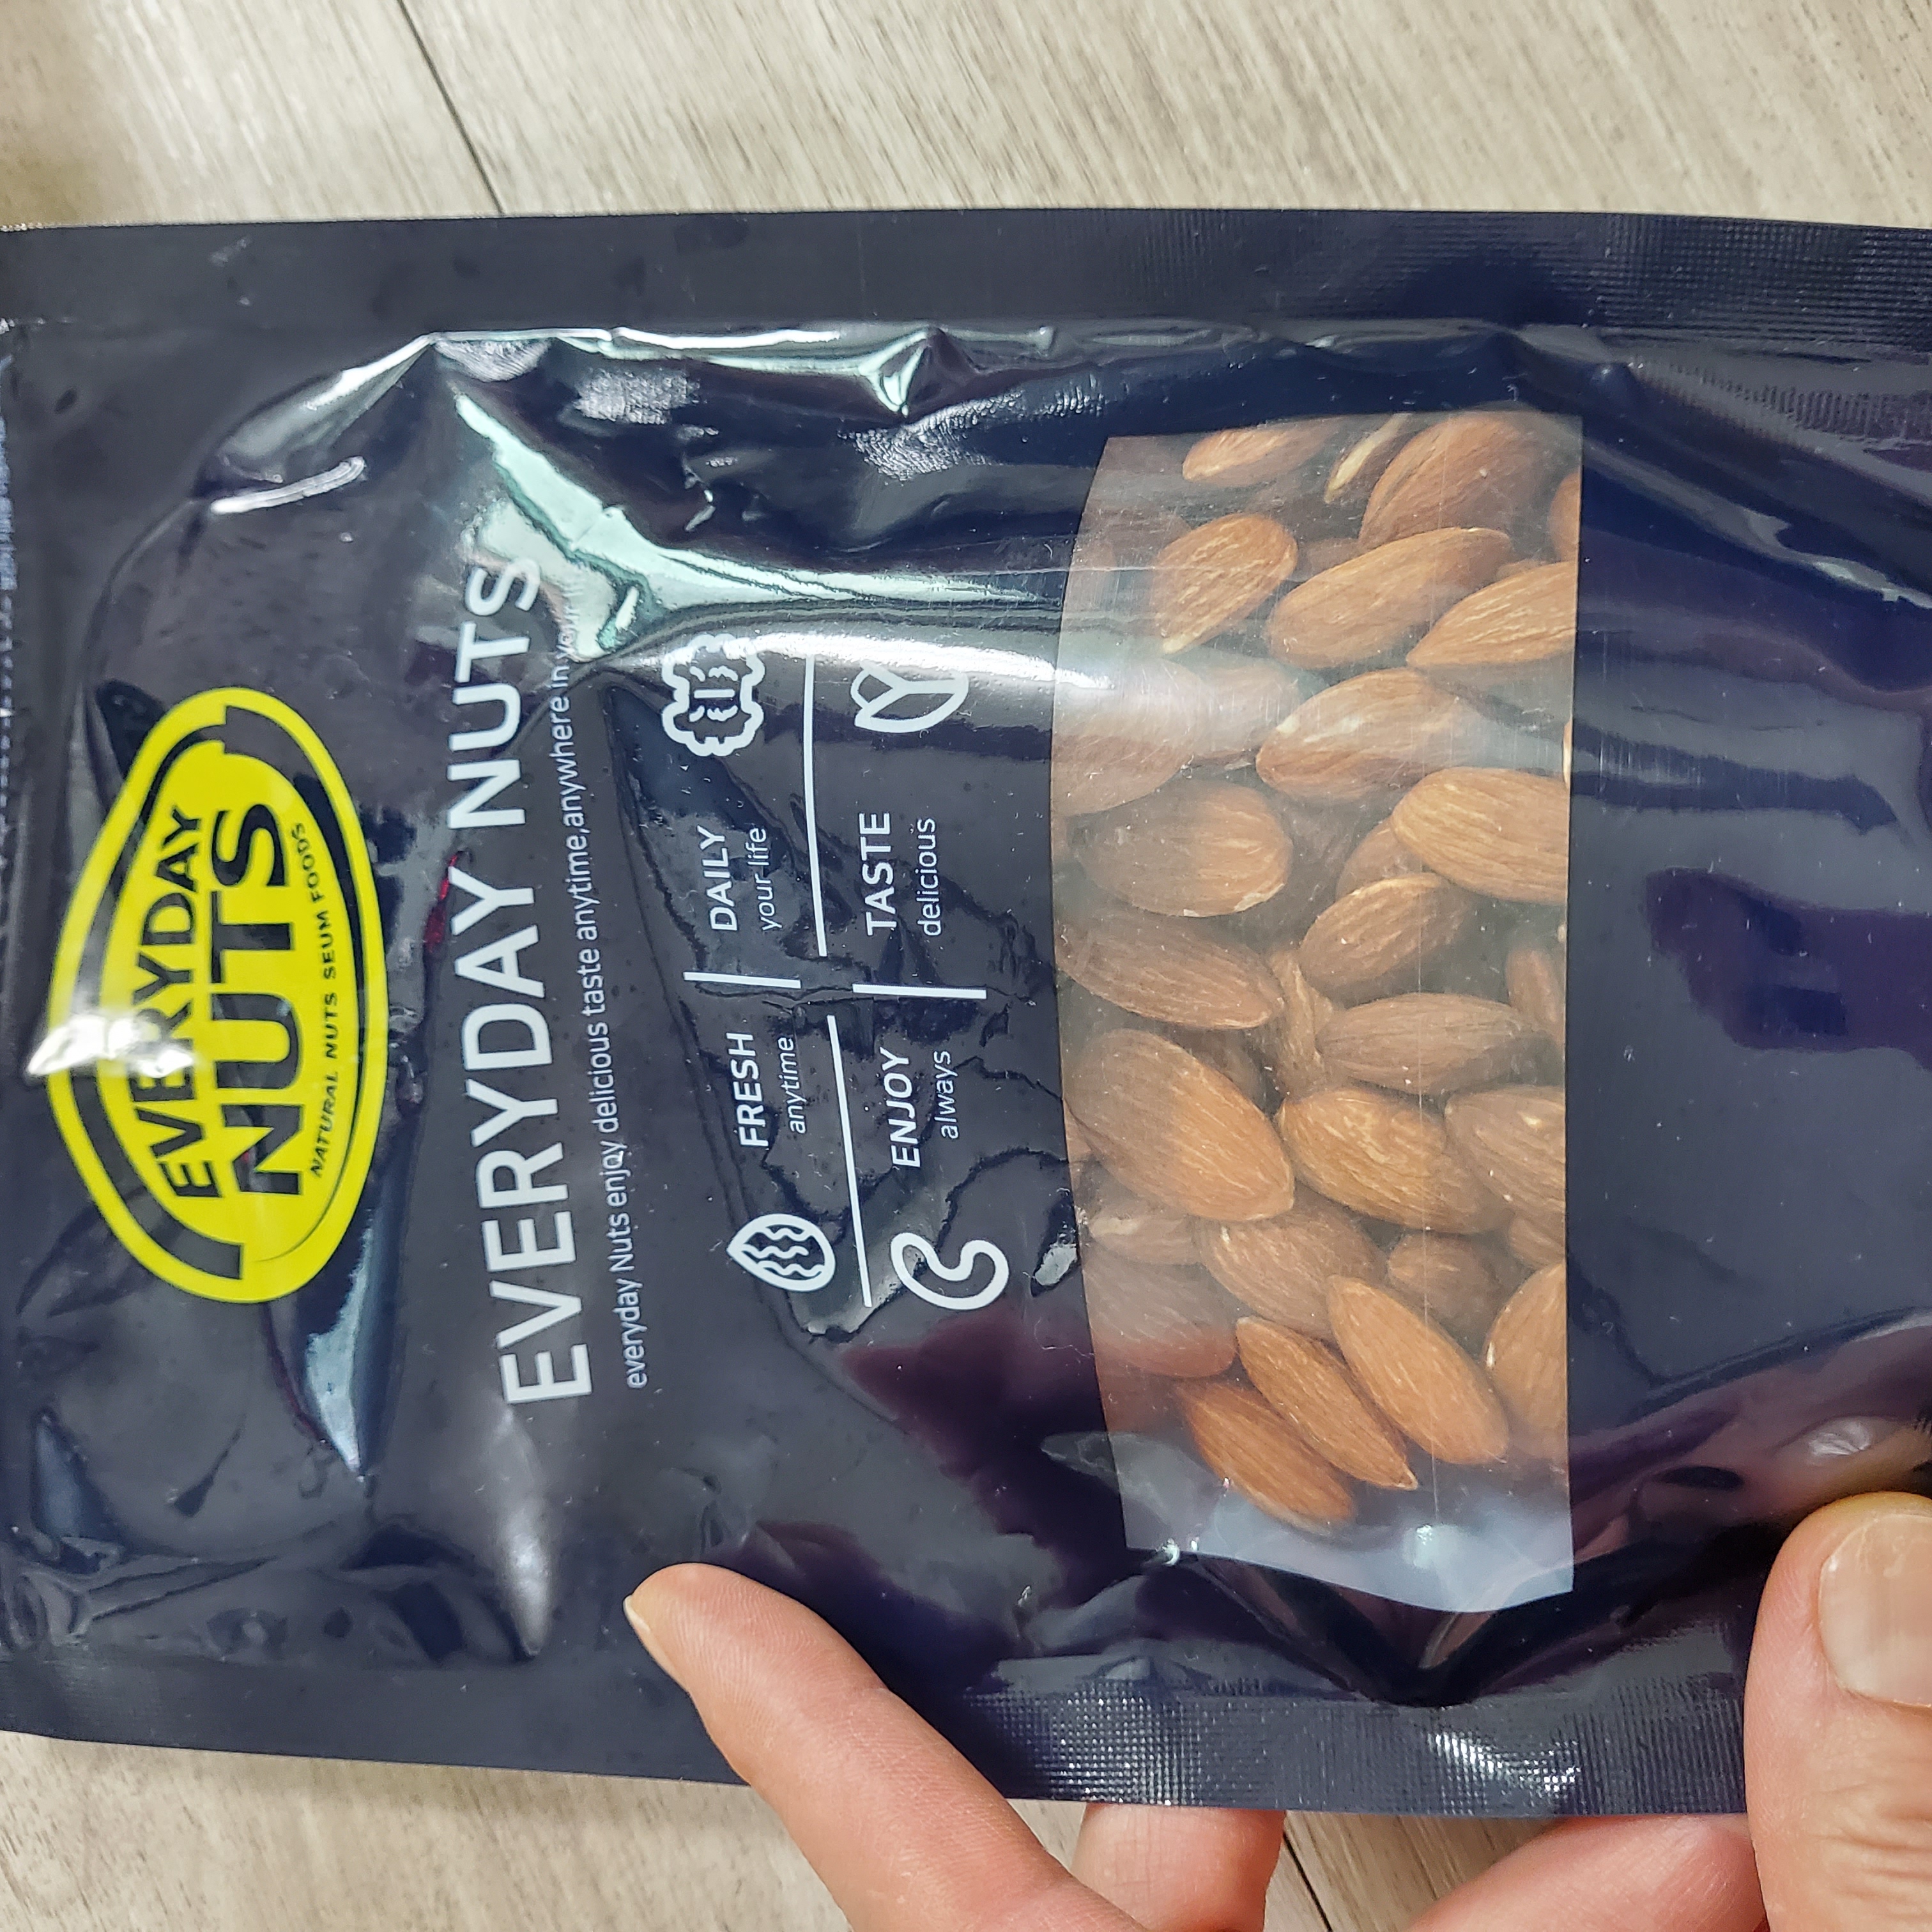 EVERYDAY
NUTS
NATURAL NUTS SEUM FOODS
EVERYDAY NUTS
everyday Nuts enjoy delicious taste anytime,anywhere in
FRESH
anytime
DAILY
your life
ENJOY
always
TASTE
delicious